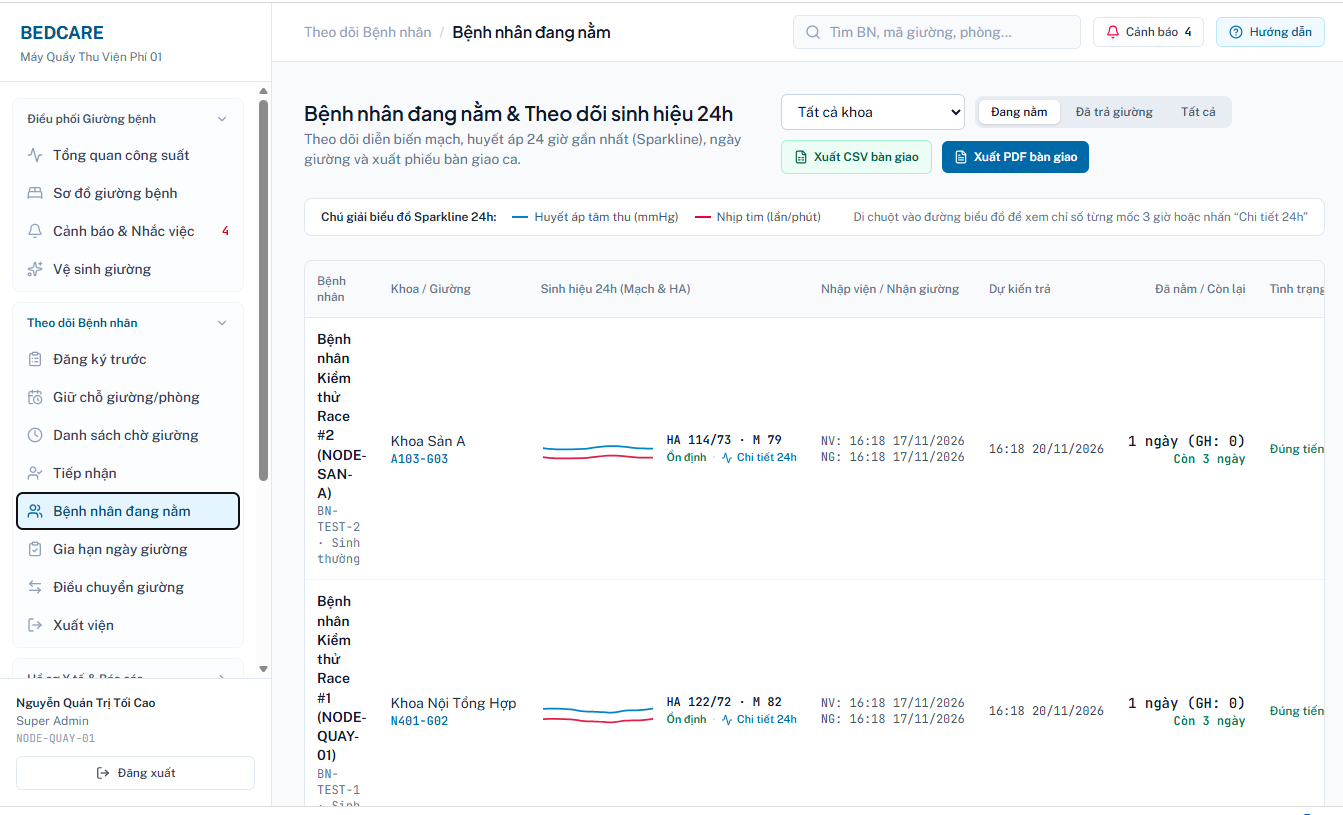 BEDCARE
Máy Quầy Thu Viện Phí 01
Điều phối Giường bệnh
Tổng quan công suất
Sơ đồ giường bệnh
Cảnh báo & Nhắc việc 4
Vệ sinh giường
Theo dõi Bệnh nhân
Đăng ký trước
Giữ chỗ giường/phòng
Danh sách chờ giường
Tiếp nhận
Bệnh nhân đang nằm
Gia hạn ngày giường
Điều chuyển giường
Xuất viện
Nguyễn Quản Trị Tối Cao
Super Admin
NODE-QUAY-01
Đăng xuất
Theo dõi Bệnh nhân / Bệnh nhân đang nằm
Tìm BN, mã giường, phòng...
Cảnh báo 4
Hướng dẫn
Bệnh nhân đang nằm & Theo dõi sinh hiệu 24h
Theo dõi diễn biến mạch, huyết áp 24 giờ gần nhất (Sparkline), ngày
giường và xuất phiếu bàn giao ca.
Tất cả khoa
Đang nằm
Đã trả giường
Tất cả
Xuất CSV bàn giao
Xuất PDF bàn giao
Chú giải biểu đồ Sparkline 24h:
Huyết áp tâm thu (mmHg)
Nhịp tim (lần/phút)
Di chuột vào đường biểu đồ để xem chỉ số từng mốc 3 giờ hoặc nhấn “Chi tiết 24h”
Bệnh
nhân
Khoa / Giường
Sinh hiệu 24h (Mạch & HA)
Nhập viện / Nhận giường
Dự kiến trả
Đã nằm / Còn lại
Tình trạng
Bệnh
nhân
Kiểm
thử
Race
#2
(NODE-
SAN-
A)
BN-
TEST-2
· Sinh
thường
Khoa Sản A
A103-G03
HA 114/73 · M 79
Ổn định · Chi tiết 24h
NV: 16:18 17/11/2026
NG: 16:18 17/11/2026
16:18 20/11/2026
1 ngày (GH: 0)
Còn 3 ngày
Đúng tiến
Bệnh
nhân
Kiểm
thử
Race
#1
(NODE-
QUAY-
01)
BN-
TEST-1
· Sinh
Khoa Nội Tổng Hợp
N401-G02
HA 122/72 · M 82
Ổn định · Chi tiết 24h
NV: 16:18 17/11/2026
NG: 16:18 17/11/2026
16:18 20/11/2026
1 ngày (GH: 0)
Còn 3 ngày
Đúng tiến